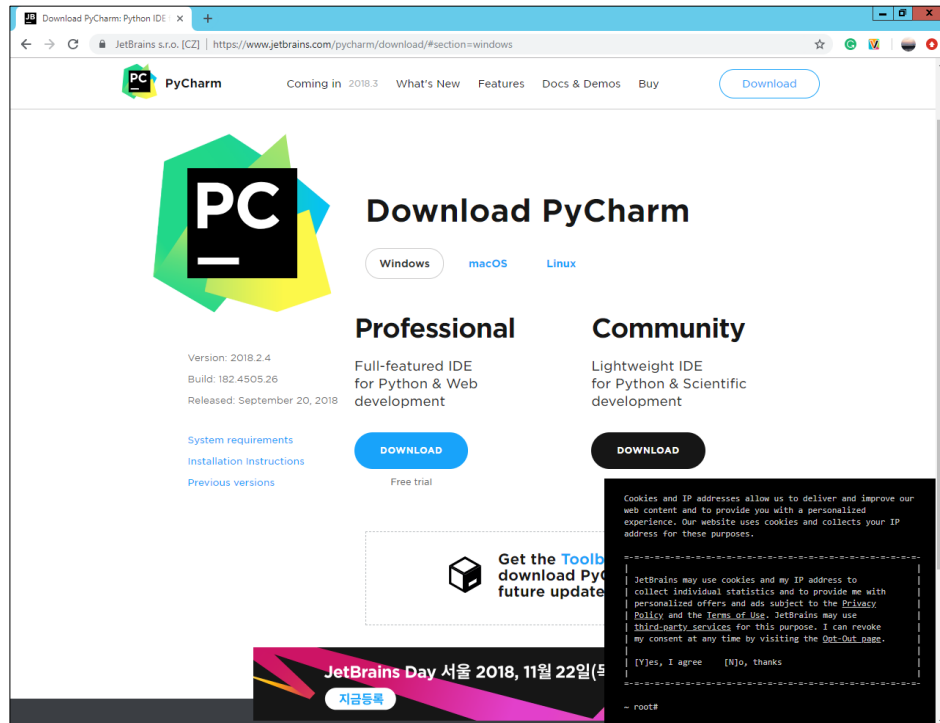 JB Download PyCharm: Python IDE
JetBrains s.r.o. [CZ] | https://www.jetbrains.com/pycharm/download/#section=windows
PC PyCharm Coming in 2018.3 What's New Features Docs & Demos Buy Download
PC
Download PyCharm
Windows macOS Linux
Professional
Full-featured IDE
for Python & Web
development
DOWNLOAD
Free trial
Community
Lightweight IDE
for Python & Scientific
development
DOWNLOAD
Version: 2018.2.4
Build: 182.4505.26
Released: September 20, 2018
System requirements
Installation Instructions
Previous versions
Get the Toolb
download PyC
future update
JetBrains Day 서울 2018, 11월 22일(목
지금등록
Cookies and IP addresses allow us to deliver and improve our
web content and to provide you with a personalized
experience. Our website uses cookies and collects your IP
address for these purposes.
JetBrains may use cookies and my IP address to
collect individual statistics and to provide me with
personalized offers and ads subject to the Privacy
Policy and the Terms of Use. JetBrains may use
third-party services for this purpose. I can revoke
my consent at any time by visiting the Opt-Out page.
[Y]es, I agree [N]o, thanks
~ root#